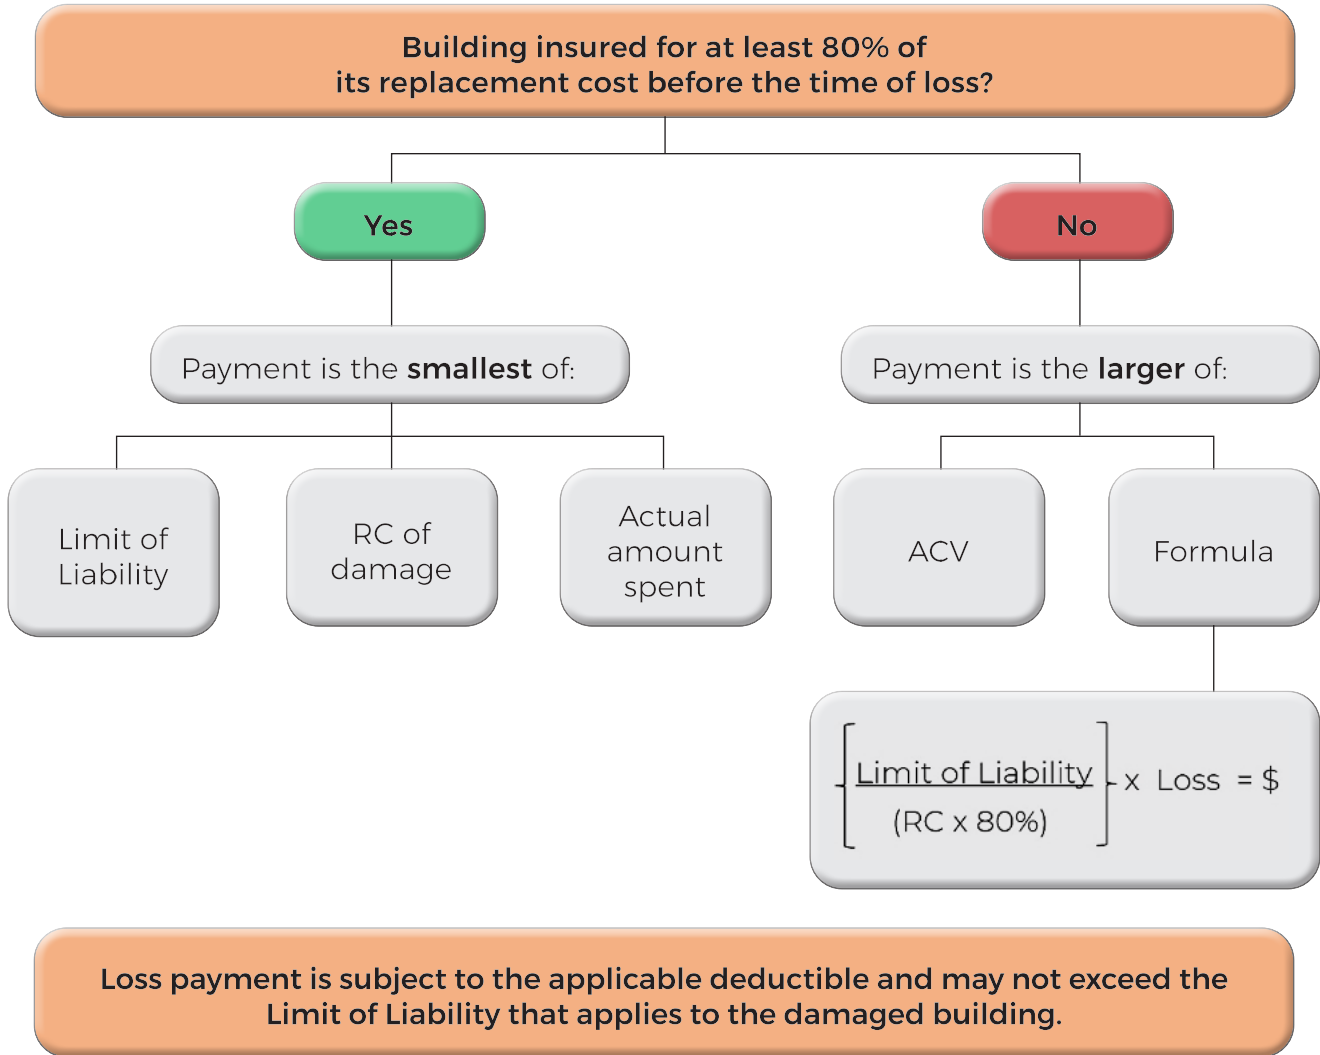 Building insured for at least 80% of
its replacement cost before the time of loss?
Yes
No
Payment is the smallest of:
Payment is the larger of:
Limit of
Liability
RC of
damage
Actual
amount
spent
ACV
Formula
Limit of Liability
(RC x 80%)
x Loss = $
Loss payment is subject to the applicable deductible and may not exceed the
Limit of Liability that applies to the damaged building.